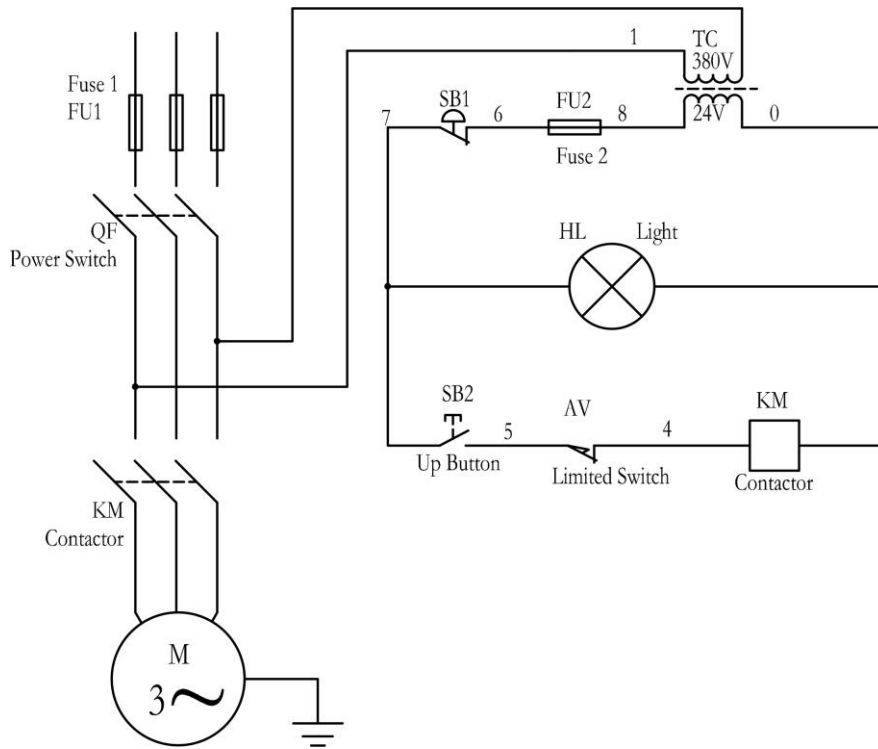 Fuse 1
FU1
QF
Power Switch
KM
Contactor
M
3~
1
TC
380V
24V
0
7
SB1
6
FU2
8
Fuse 2
HL
Light
SB2
Up Button
5
AV
Limited Switch
4
KM
Contactor